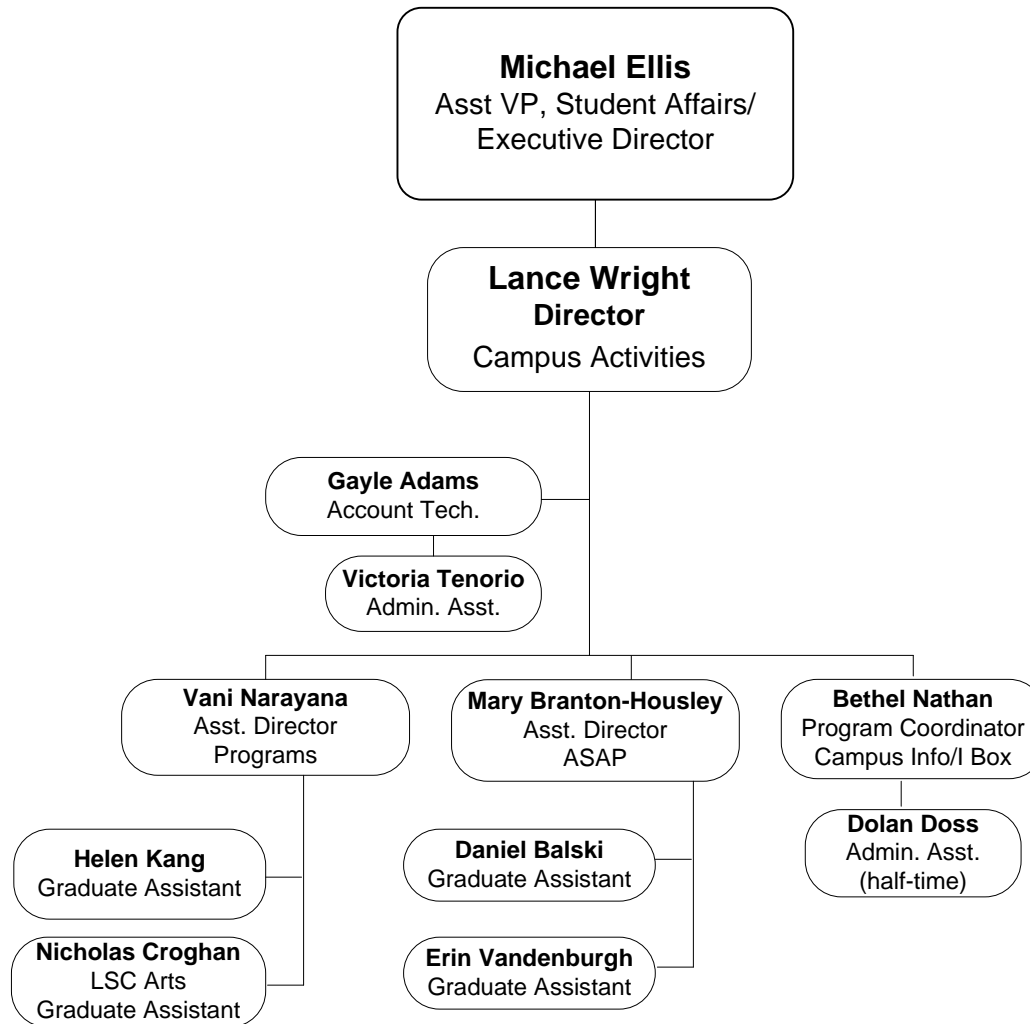 Michael Ellis
Asst VP, Student Affairs/
Executive Director
Lance Wright
Director
Campus Activities
Gayle Adams
Account Tech.
Victoria Tenorio
Admin. Asst.
Vani Narayana
Asst. Director
Programs
Mary Branton-Housley
Asst. Director
ASAP
Bethel Nathan
Program Coordinator
Campus Info/I Box
Helen Kang
Graduate Assistant
Nicholas Croghan
LSC Arts
Graduate Assistant
Daniel Balski
Graduate Assistant
Erin Vandenburgh
Graduate Assistant
Dolan Doss
Admin. Asst.
(half-time)